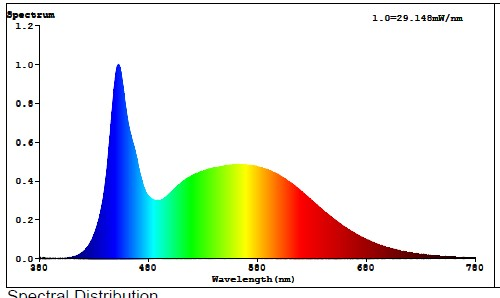 Spectrum
1.0=29.148mW/nm
1.2
1.0
0.8
0.6
0.4
0.2
0.0
380 480 580 680 780
Wavelength(nm)
Spectral Distribution